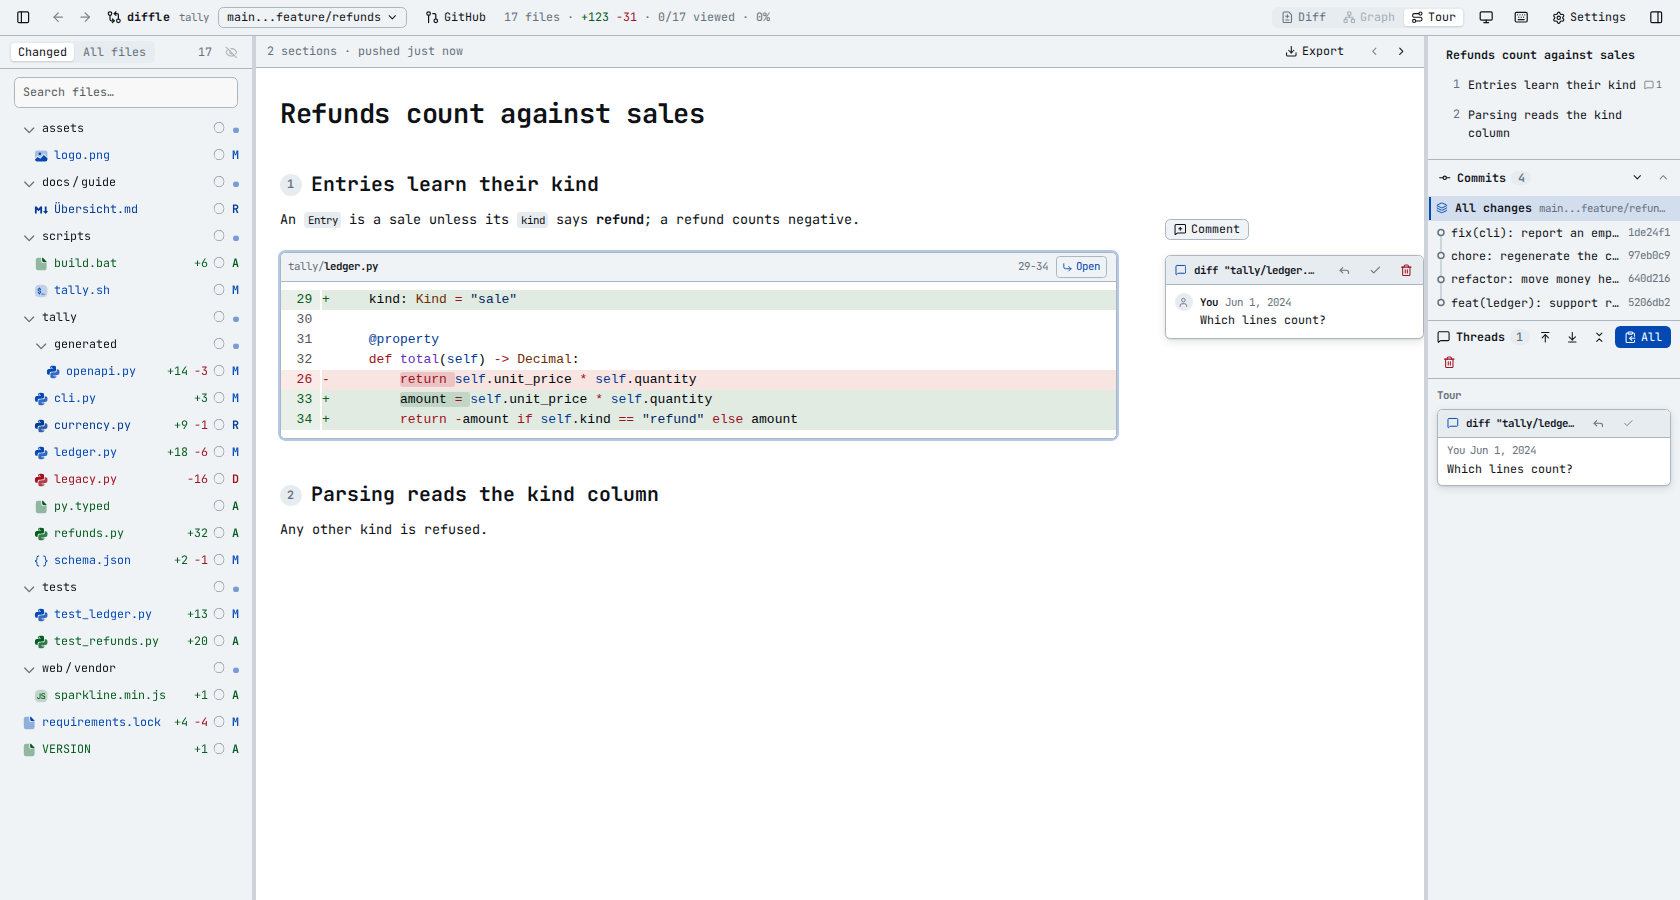 diffle tally main...feature/refunds GitHub 17 files · +123 -31 · 0/17 viewed · 0% Diff Graph Tour Settings
Changed All files 17
Search files…
assets
logo.png M
docs/guide
Übersicht.md R
scripts
build.bat +6 A
tally.sh M
tally
generated
openapi.py +14 -3 M
cli.py +3 M
currency.py +9 -1 R
ledger.py +18 -6 M
legacy.py -16 D
py.typed A
refunds.py +32 A
schema.json +2 -1 M
tests
test_ledger.py +13 M
test_refunds.py +20 A
web/vendor
sparkline.min.js +1 A
requirements.lock +4 -4 M
VERSION +1 A
2 sections · pushed just now Export
Refunds count against sales
1 Entries learn their kind
An Entry is a sale unless its kind says refund; a refund counts negative.
tally/ledger.py 29-34 Open
29 + kind: Kind = "sale"
30
31 @property
32 def total(self) -> Decimal:
26 - return self.unit_price * self.quantity
33 + amount = self.unit_price * self.quantity
34 + return -amount if self.kind == "refund" else amount
2 Parsing reads the kind column
Any other kind is refused.
Comment
diff "tally/ledger...
You Jun 1, 2024
Which lines count?
Refunds count against sales
1 Entries learn their kind 1
2 Parsing reads the kind
column
Commits 4
All changes main...feature/refun…
fix(cli): report an emp… 1de24f1
chore: regenerate the c… 97eb0c9
refactor: move money he… 640d216
feat(ledger): support r… 5206db2
Threads 1 All
Tour
diff "tally/ledge…
You Jun 1, 2024
Which lines count?